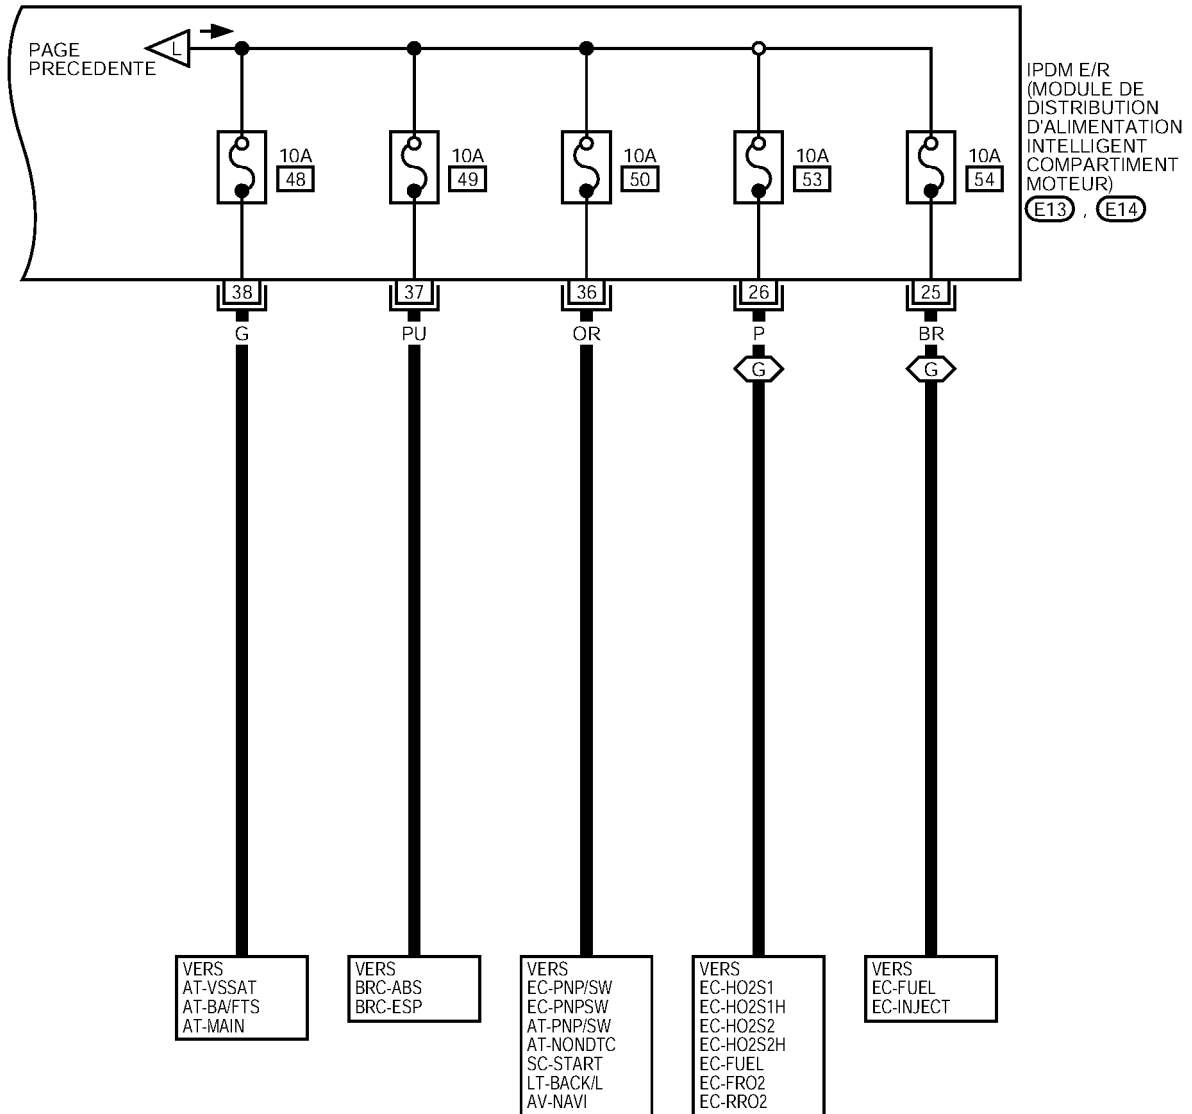 PAGE
PRECEDENTE
L
10A
48
10A
49
10A
50
10A
53
10A
54
IPDM E/R
(MODULE DE
DISTRIBUTION
D'ALIMENTATION
INTELLIGENT
COMPARTIMENT
MOTEUR)
E13 , E14
38
37
36
26
25
G
PU
OR
P
BR
G
G
VERS
AT-VSSAT
AT-BA/FTS
AT-MAIN
VERS
BRC-ABS
BRC-ESP
VERS
EC-PNP/SW
EC-PNPSW
AT-PNP/SW
AT-NONDTC
SC-START
LT-BACK/L
AV-NAVI
VERS
EC-HO2S1
EC-HO2S1H
EC-HO2S2
EC-HO2S2H
EC-FUEL
EC-FRO2
EC-RRO2
VERS
EC-FUEL
EC-INJECT